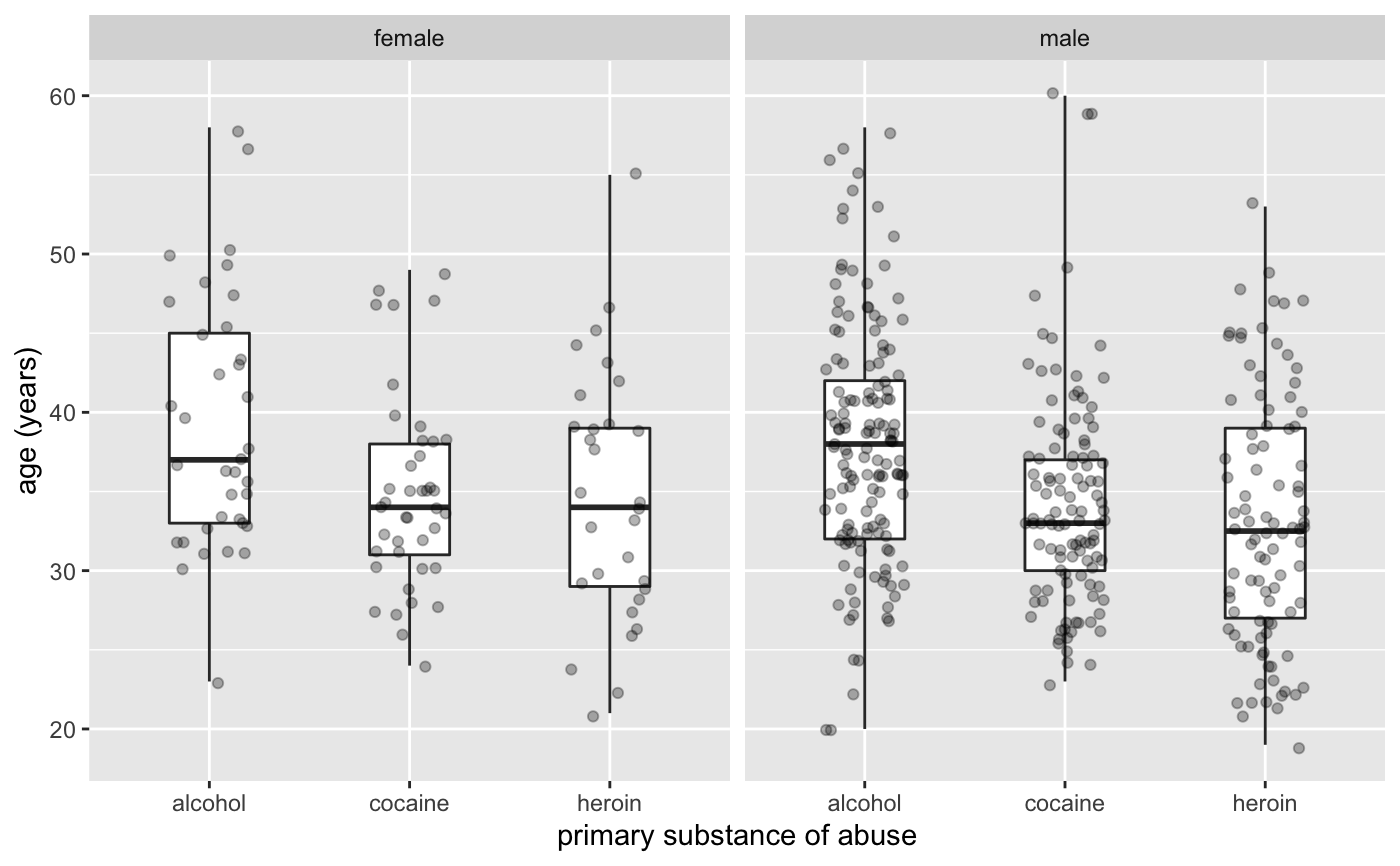 female
male
age (years)
60
50
40
30
20
alcohol
cocaine
heroin
alcohol
cocaine
heroin
primary substance of abuse